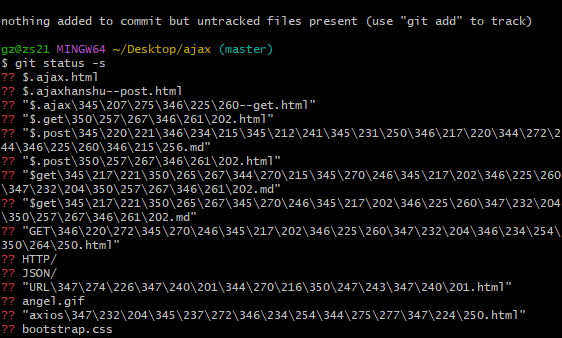 nothing added to commit but untracked files present (use "git add" to track)
gz@zs21 MINGW64 ~/Desktop/ajax (master)
$ git status -s
?? $.ajax.html
?? $.ajaxhanshu--post.html
?? "$.ajax\345\207\275\346\225\260--get.html"
?? "$.get\350\257\267\346\261\202.html"
?? "$.post\345\220\221\346\234\215\345\212\241\345\231\250\346\217\220\344\272\2
44\346\225\260\346\215\256.md"
?? "$.post\350\257\267\346\261\202.html"
?? "$get\345\217\221\350\265\267\344\270\215\345\270\246\345\217\202\346\225\260
\347\232\204\350\257\267\346\261\202.md"
?? "$get\345\217\221\350\265\267\345\270\246\345\217\202\346\225\260\347\232\204
\350\257\267\346\261\202.md"
?? "GET\346\220\272\345\270\246\345\217\202\346\225\260\347\232\204\346\234\254\
350\264\250.html"
?? HTTP/
?? JSON/
?? "URL\347\274\226\347\240\201\344\270\216\350\247\243\347\240\201.html"
?? angel.gif
?? "axios\347\232\204\345\237\272\346\234\254\344\275\277\347\224\250.html"
?? bootstrap.css